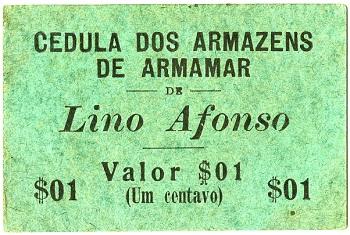 CEDULA DOS ARMAZENS
DE ARMAMAR
DE
Lino Afonso
Valor $01
$01 (Um centavo) $01